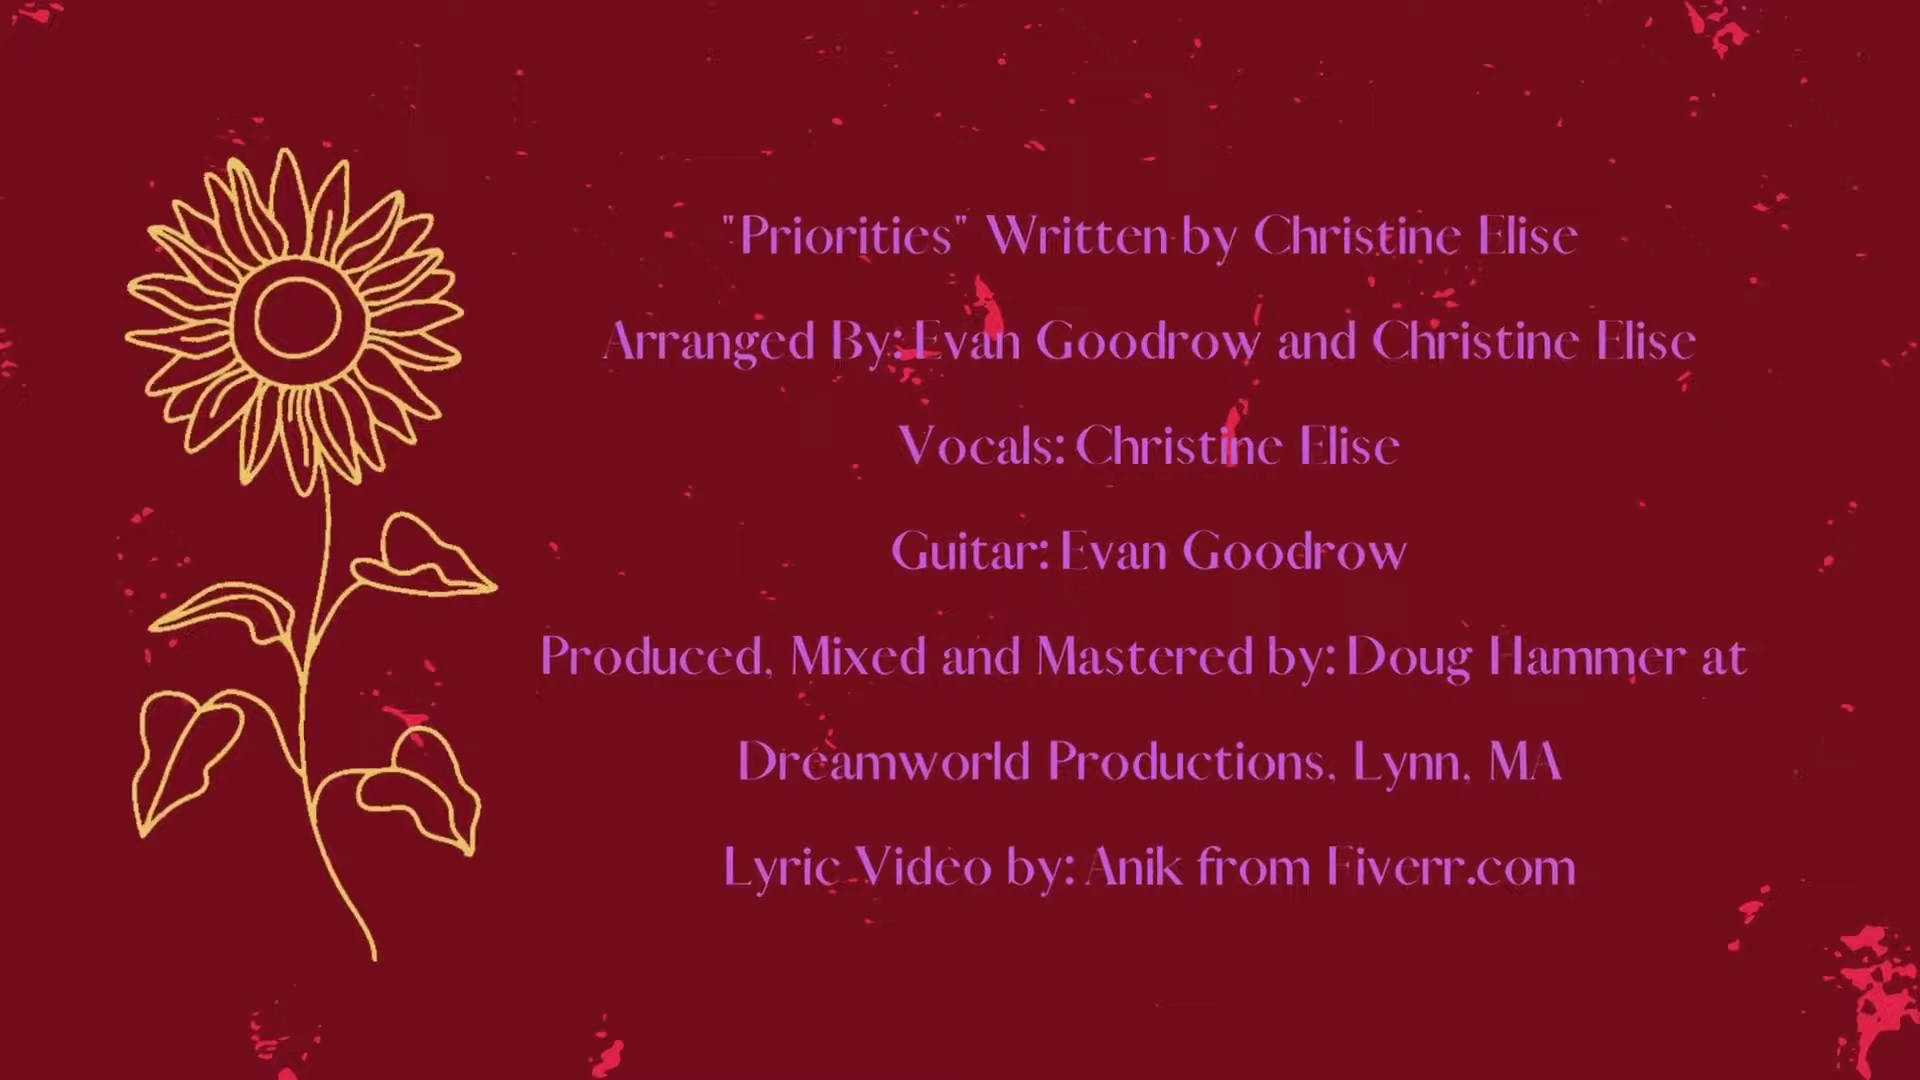 "Priorities" Written by Christine Elise
Arranged By: Evan Goodrow and Christine Elise
Vocals: Christine Elise
Guitar: Evan Goodrow
Produced, Mixed and Mastered by: Doug Hammer at
Dreamworld Productions, Lynn, MA
Lyric Video by: Anik from Fiverr.com